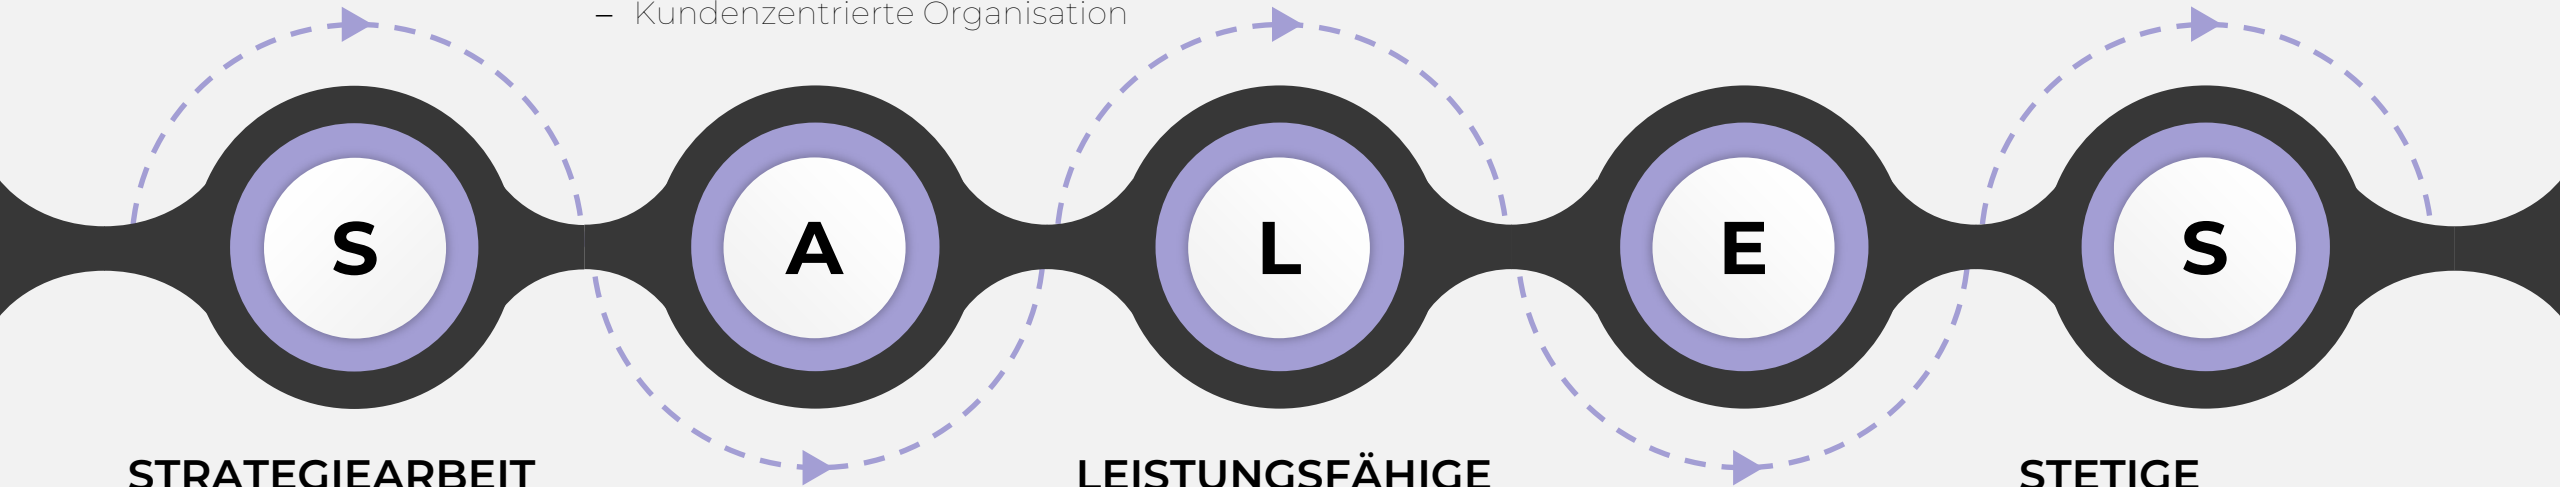 – Kundenzentrierte Organisation
S A L E S
STRATEGIEARBEIT
LEISTUNGSFÄHIGE
STETIGE